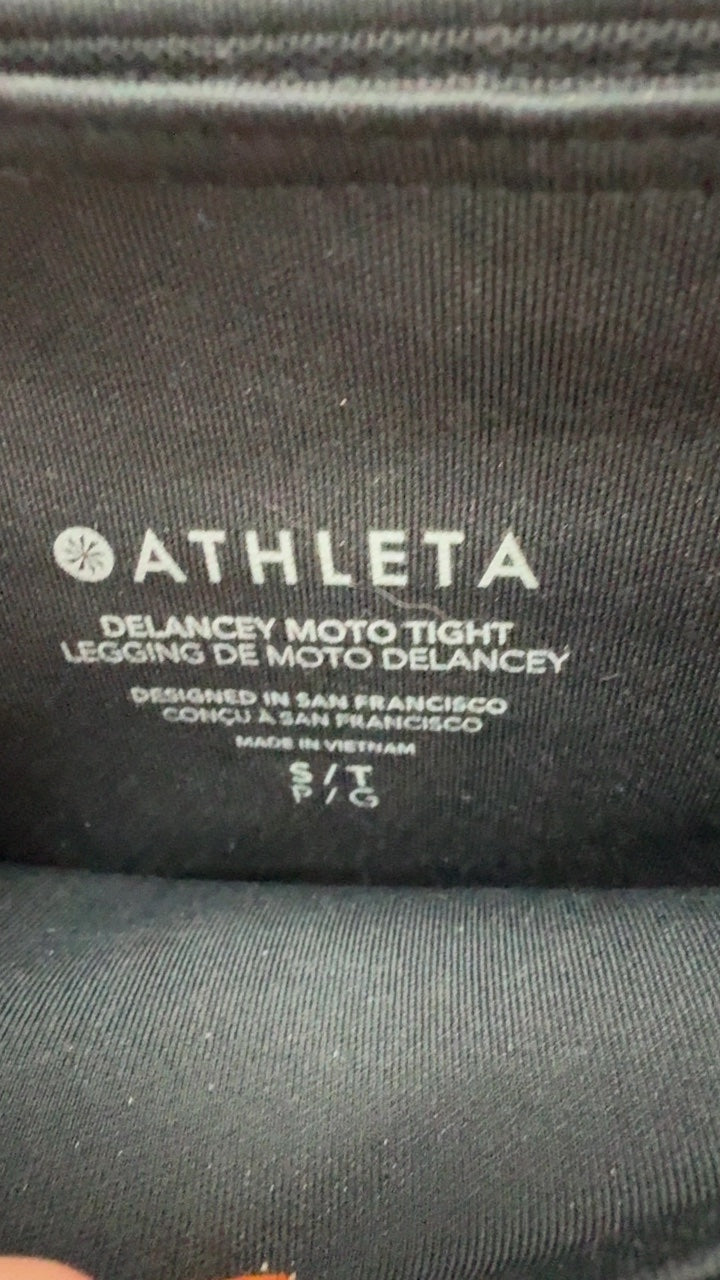 ATHLETA
DELANCEY MOTO TIGHT
LEGGING DE MOTO DELANCEY
DESIGNED IN SAN FRANCISCO
CONÇU À SAN FRANCISCO
MADE IN VIETNAM
S / T
P / G